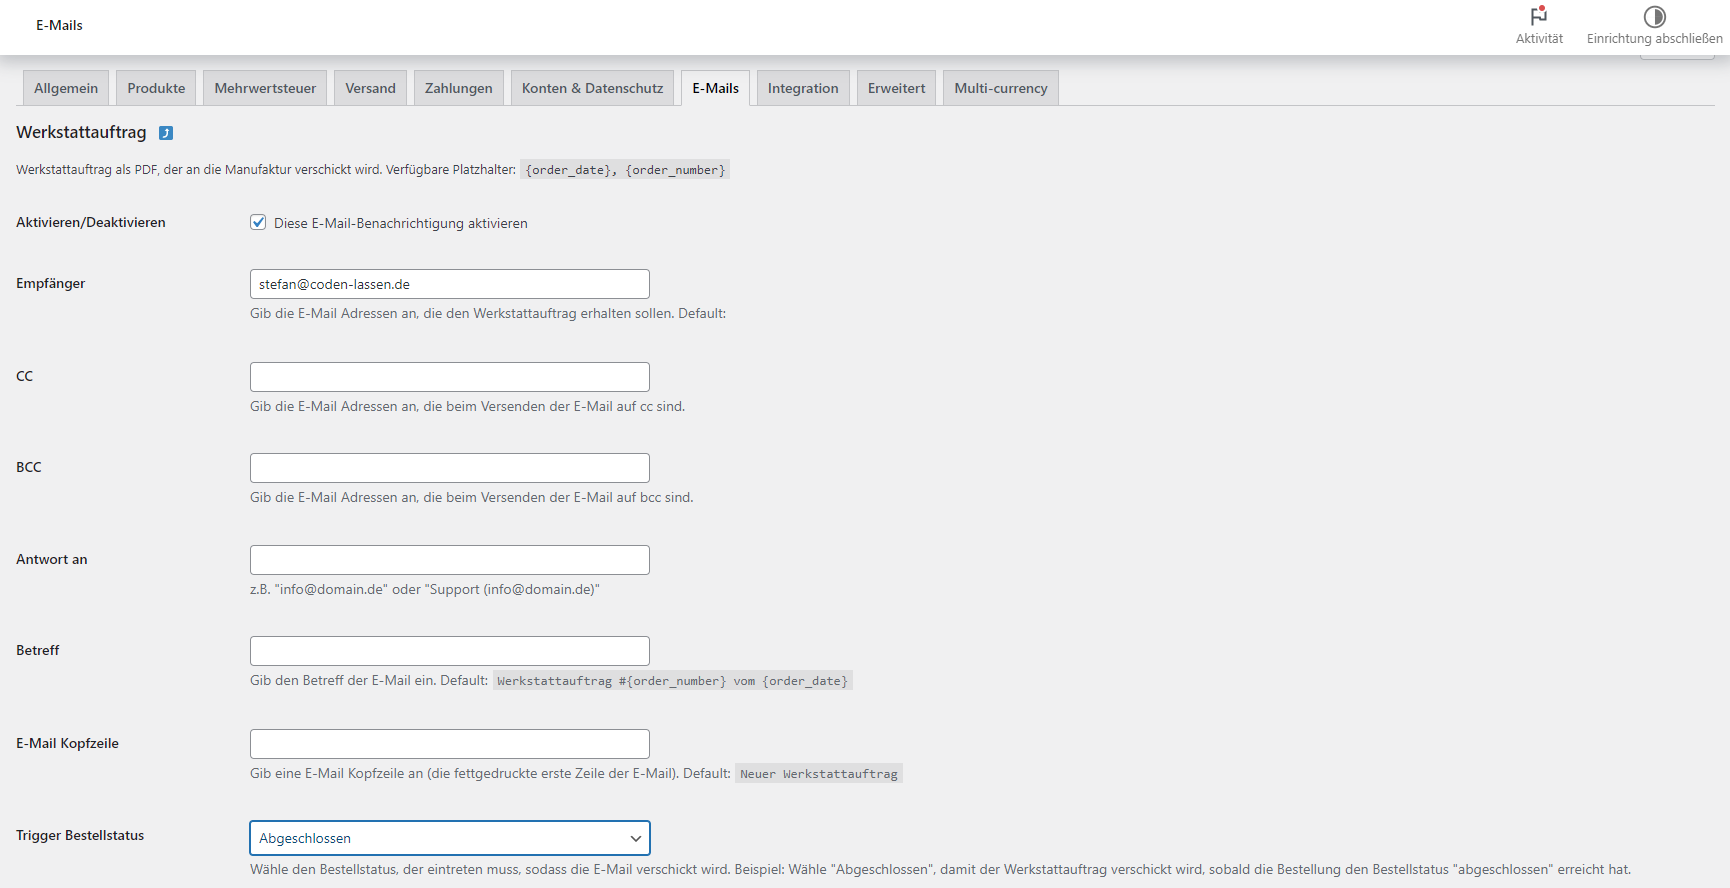 E-Mails
Aktivität
Einrichtung abschließen
Allgemein
Produkte
Mehrwertsteuer
Versand
Zahlungen
Konten & Datenschutz
E-Mails
Integration
Erweitert
Multi-currency
Werkstattauftrag
Werkstattauftrag als PDF, der an die Manufaktur verschickt wird. Verfügbare Platzhalter: {order_date}, {order_number}
Aktivieren/Deaktivieren
Diese E-Mail-Benachrichtigung aktivieren
Empfänger
stefan@coden-lassen.de
Gib die E-Mail Adressen an, die den Werkstattauftrag erhalten sollen. Default:
CC
Gib die E-Mail Adressen an, die beim Versenden der E-Mail auf cc sind.
BCC
Gib die E-Mail Adressen an, die beim Versenden der E-Mail auf bcc sind.
Antwort an
z.B. "info@domain.de" oder "Support (info@domain.de)"
Betreff
Gib den Betreff der E-Mail ein. Default: Werkstattauftrag #{order_number} vom {order_date}
E-Mail Kopfzeile
Gib eine E-Mail Kopfzeile an (die fettgedruckte erste Zeile der E-Mail). Default: Neuer Werkstattauftrag
Trigger Bestellstatus
Abgeschlossen
Wähle den Bestellstatus, der eintreten muss, sodass die E-Mail verschickt wird. Beispiel: Wähle "Abgeschlossen", damit der Werkstattauftrag verschickt wird, sobald die Bestellung den Bestellstatus "abgeschlossen" erreicht hat.